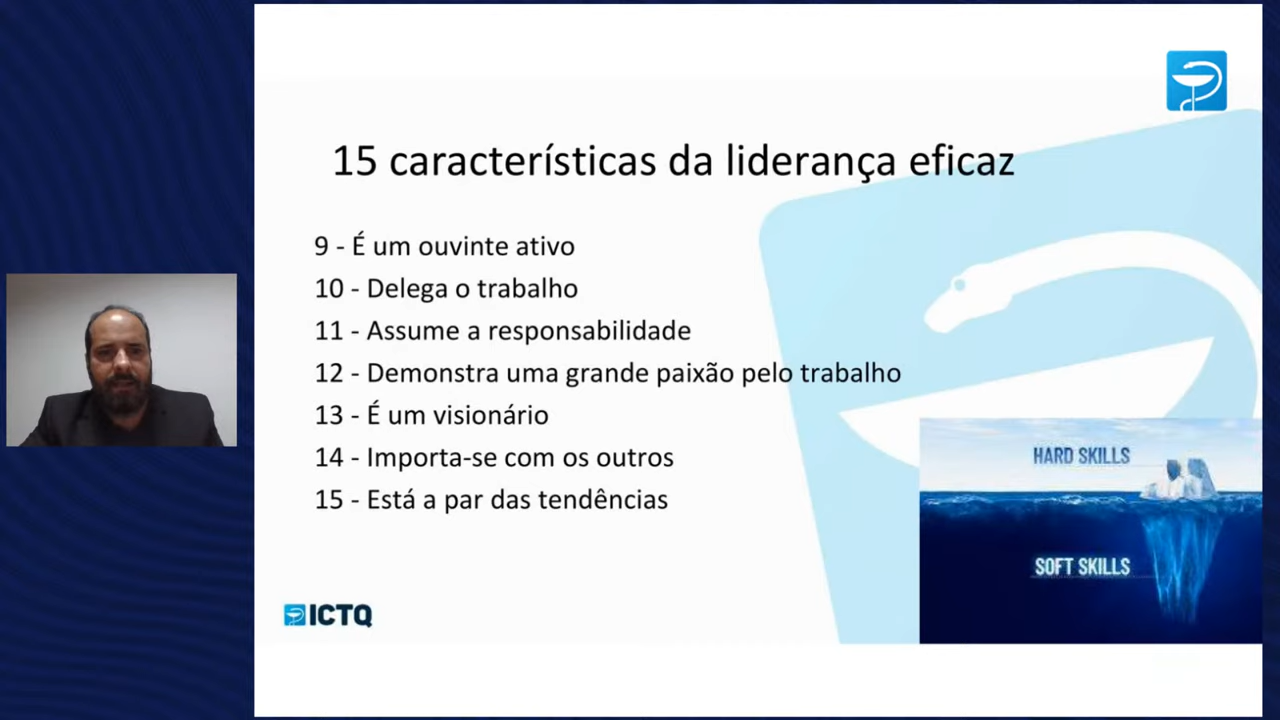 15 características da liderança eficaz
9 - É um ouvinte ativo
10 - Delega o trabalho
11 - Assume a responsabilidade
12 - Demonstra uma grande paixão pelo trabalho
13 - É um visionário
14 - Importa-se com os outros
15 - Está a par das tendências
HARD SKILLS
SOFT SKILLS
ICTQ